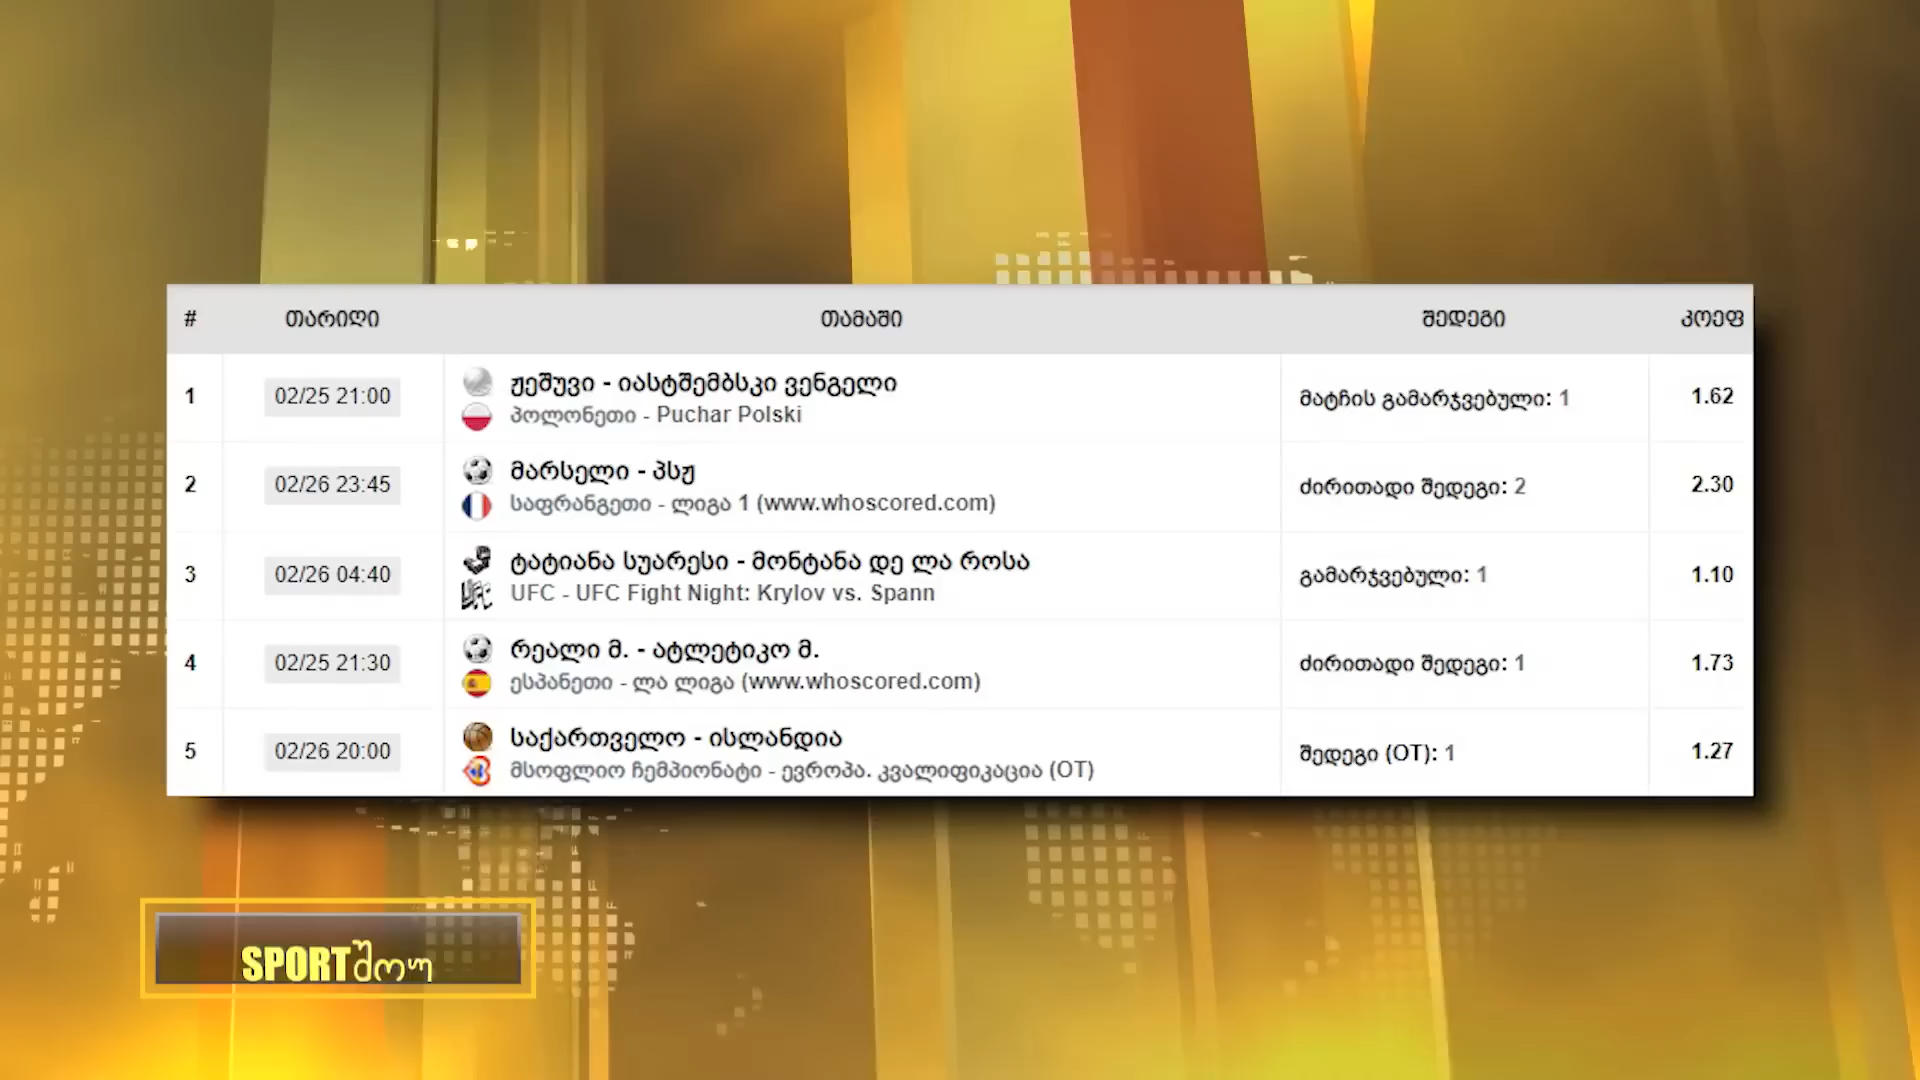 # თარიღი თამაში შედეგი კოეფ
1 02/25 21:00 ჟეშუვი - იასტშემბსკი ვენგელი მატჩის გამარჯვებული: 1 1.62
პოლონეთი - Puchar Polski
2 02/26 23:45 მარსელი - პსჟ ძირითადი შედეგი: 2 2.30
საფრანგეთი - ლიგა 1 (www.whoscored.com)
3 02/26 04:40 ტატიანა სუარესი - მონტანა დე ლა როსა გამარჯვებული: 1 1.10
UFC - UFC Fight Night: Krylov vs. Spann
4 02/25 21:30 რეალი მ. - ატლეტიკო მ. ძირითადი შედეგი: 1 1.73
ესპანეთი - ლა ლიგა (www.whoscored.com)
5 02/26 20:00 საქართველო - ისლანდია შედეგი (OT): 1 1.27
მსოფლიო ჩემპიონატი - ევროპა. კვალიფიკაცია (OT)
SPORTშოუ